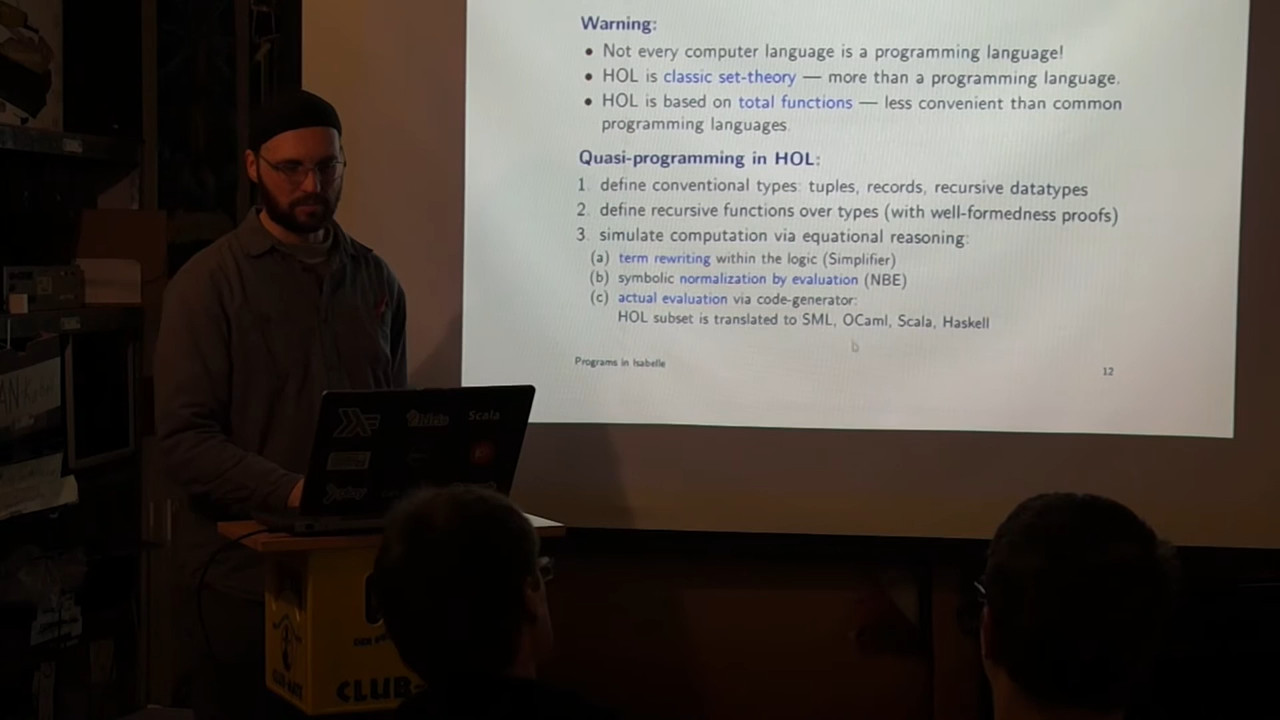 Warning:
• Not every computer language is a programming language!
• HOL is classic set-theory — more than a programming language.
• HOL is based on total functions — less convenient than common
programming languages.
Quasi-programming in HOL:
1. define conventional types: tuples, records, recursive datatypes
2. define recursive functions over types (with well-formedness proofs)
3. simulate computation via equational reasoning:
(a) term rewriting within the logic (Simplifier)
(b) symbolic normalization by evaluation (NBE)
(c) actual evaluation via code-generator:
HOL subset is translated to SML, OCaml, Scala, Haskell
Programs in Isabelle
12
Scala
CLUB-MATE
CLUB-